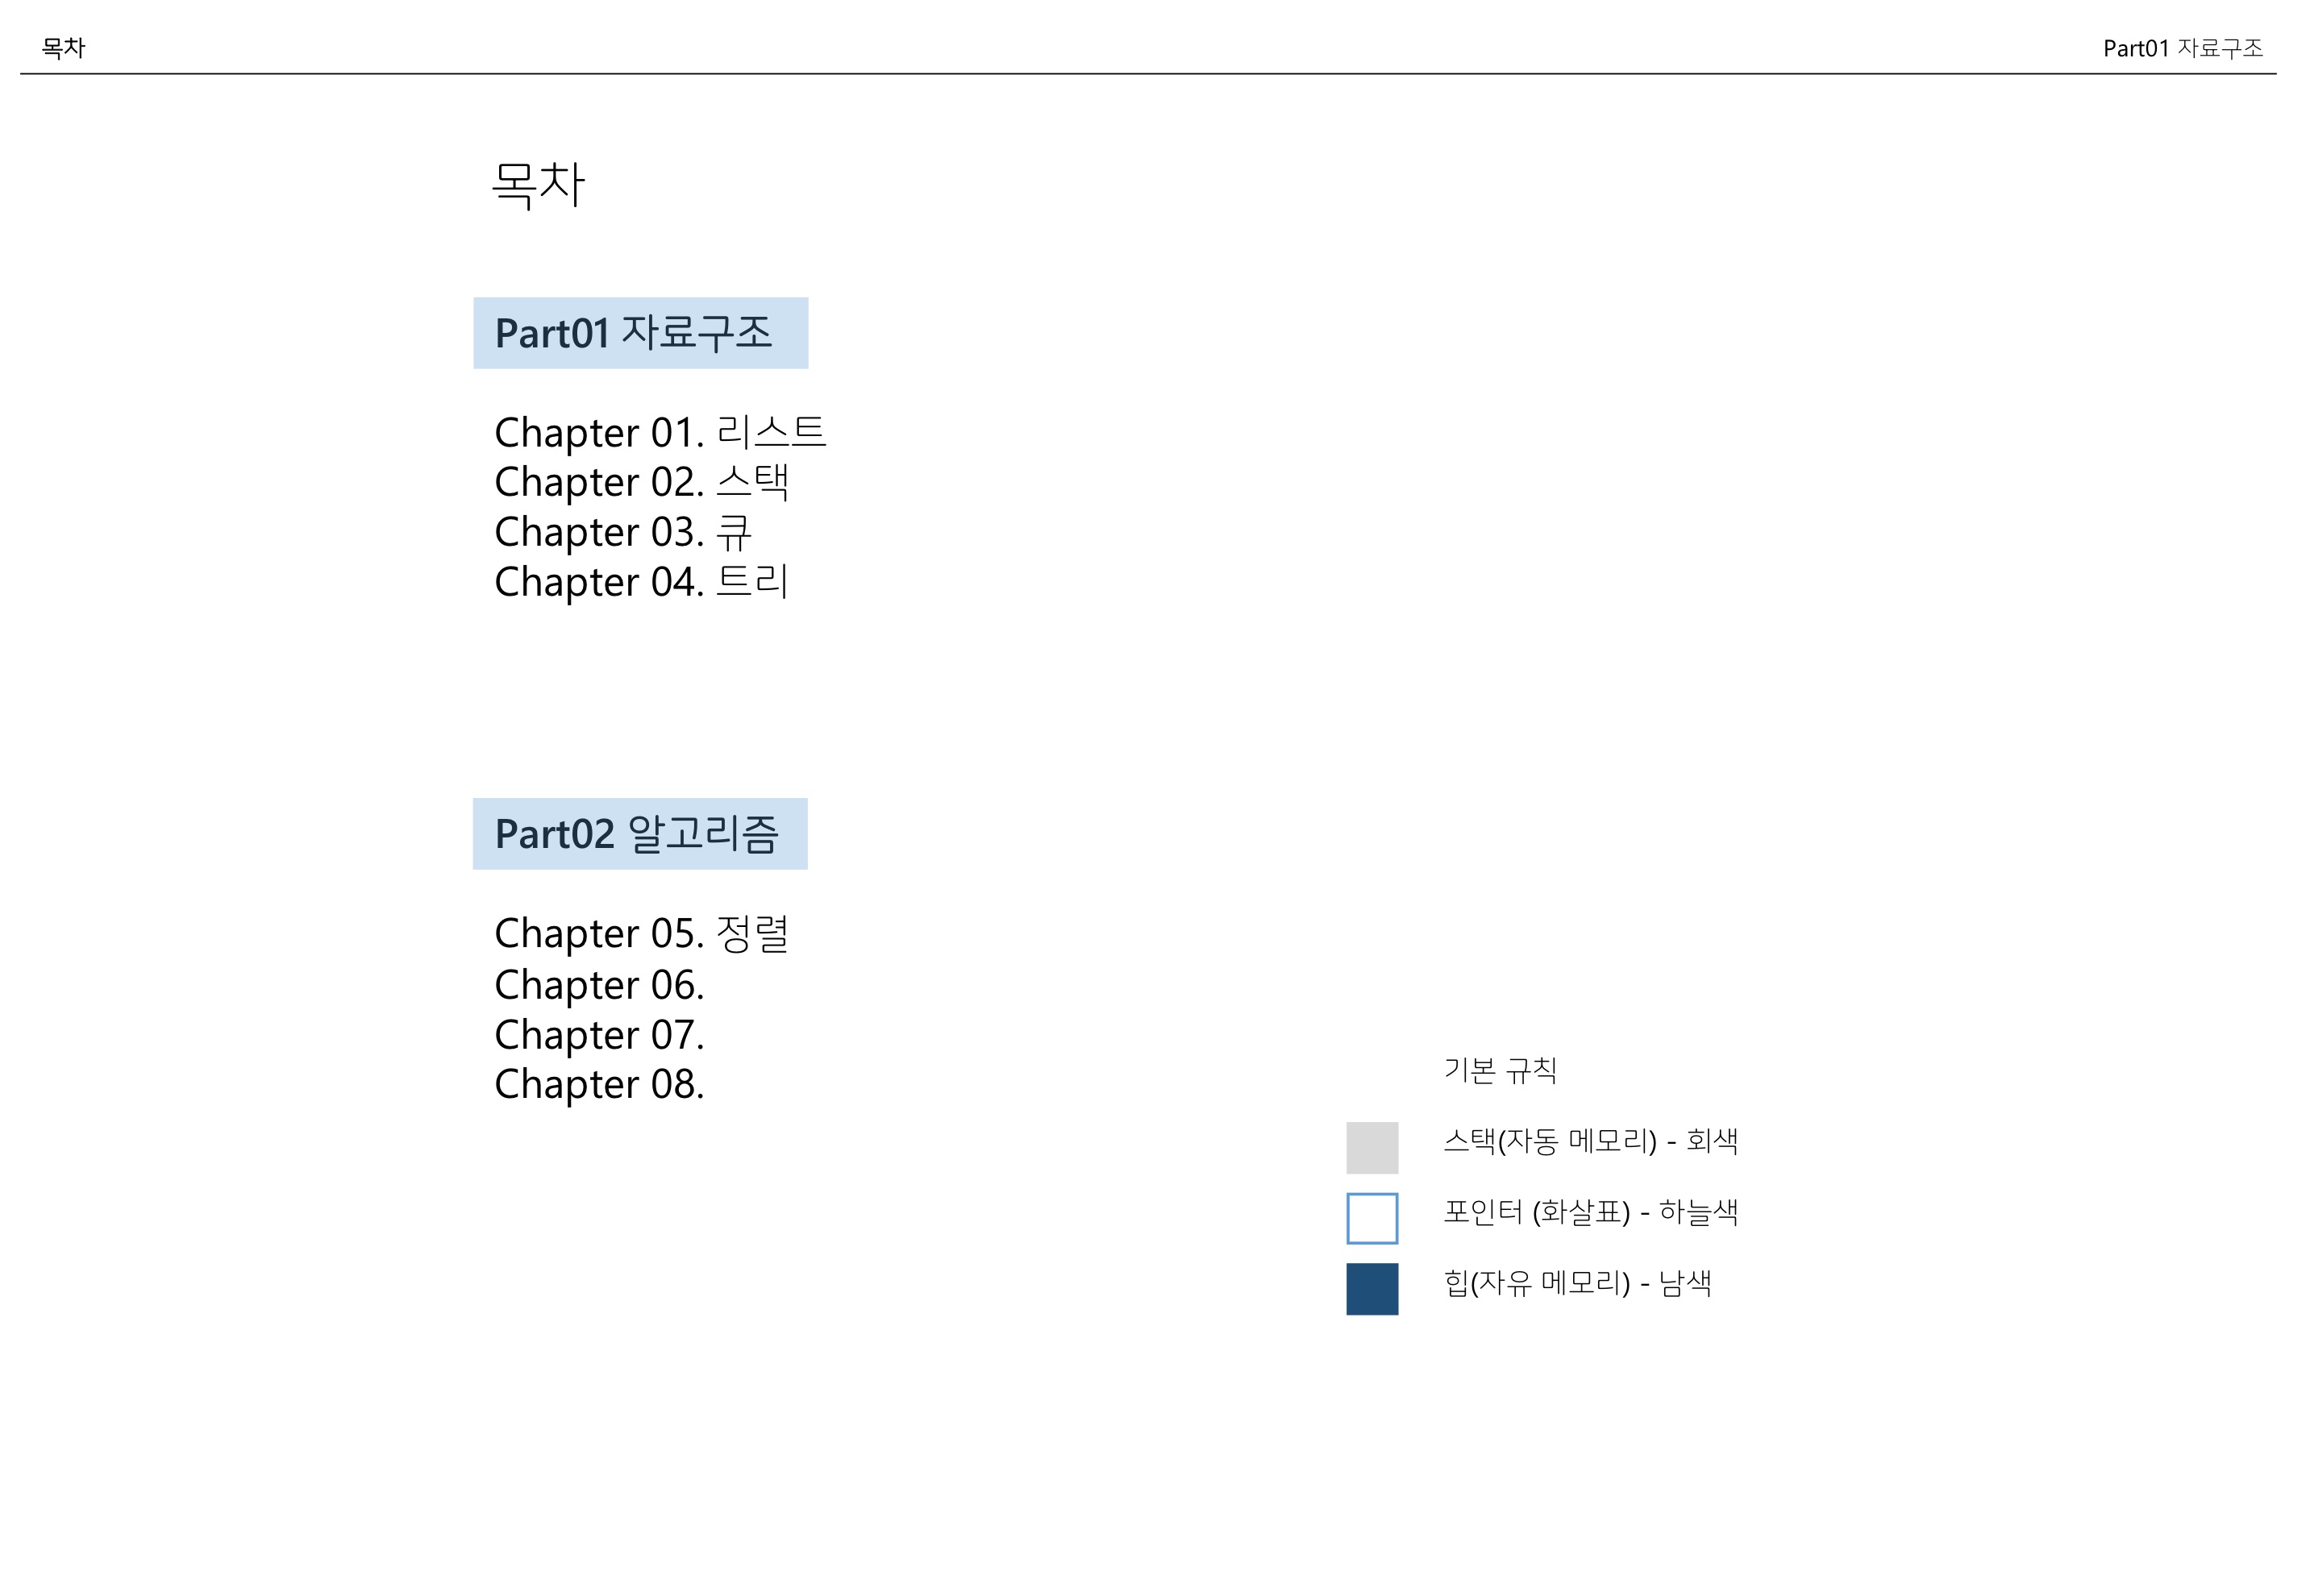 목차
Part01 자료구조
목차
Part01 자료구조
Chapter 01. 리스트
Chapter 02. 스택
Chapter 03. 큐
Chapter 04. 트리
Part02 알고리즘
Chapter 05. 정렬
Chapter 06.
Chapter 07.
Chapter 08.
기본 규칙
스택(자동 메모리) - 회색
포인터 (화살표) - 하늘색
힙(자유 메모리) - 남색